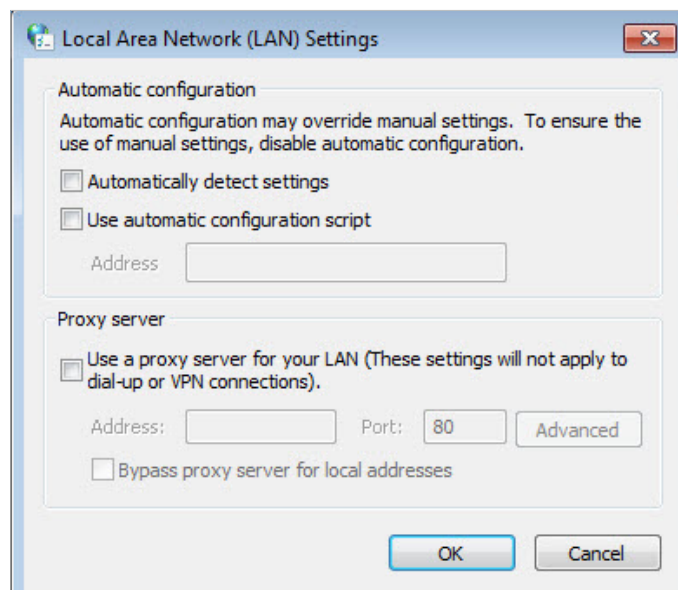 Local Area Network (LAN) Settings
Automatic configuration
Automatic configuration may override manual settings. To ensure the
use of manual settings, disable automatic configuration.
Automatically detect settings
Use automatic configuration script
Address
Proxy server
Use a proxy server for your LAN (These settings will not apply to
dial-up or VPN connections).
Address: Port: 80 Advanced
Bypass proxy server for local addresses
OK Cancel